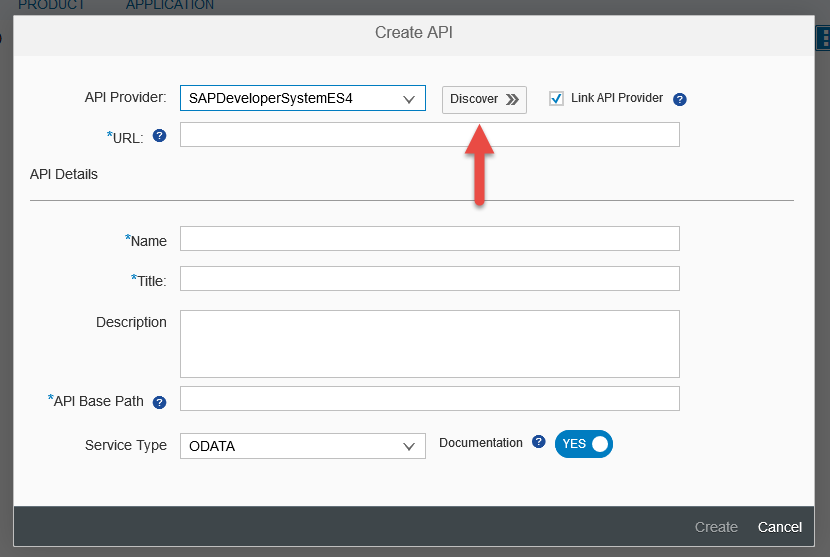 PRODUCT APPLICATION
Create API
API Provider: SAPDeveloperSystemES4 Discover Link API Provider ?
*URL: ?
API Details
*Name
*Title:
Description
*API Base Path ?
Service Type ODATA Documentation ? YES
Create Cancel